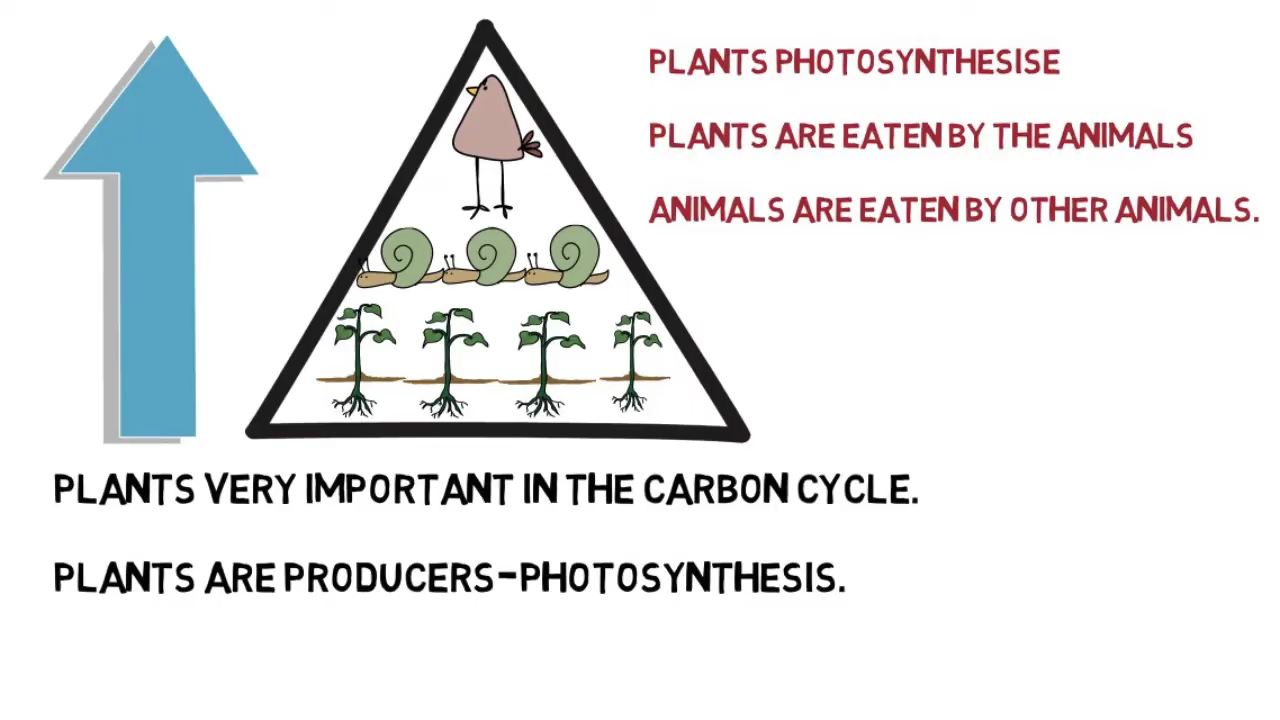 PLANTS PHOTOSYNTHESISE
PLANTS ARE EATEN BY THE ANIMALS
ANIMALS ARE EATEN BY OTHER ANIMALS.
PLANTS VERY IMPORTANT IN THE CARBON CYCLE.
PLANTS ARE PRODUCERS-PHOTOSYNTHESIS.